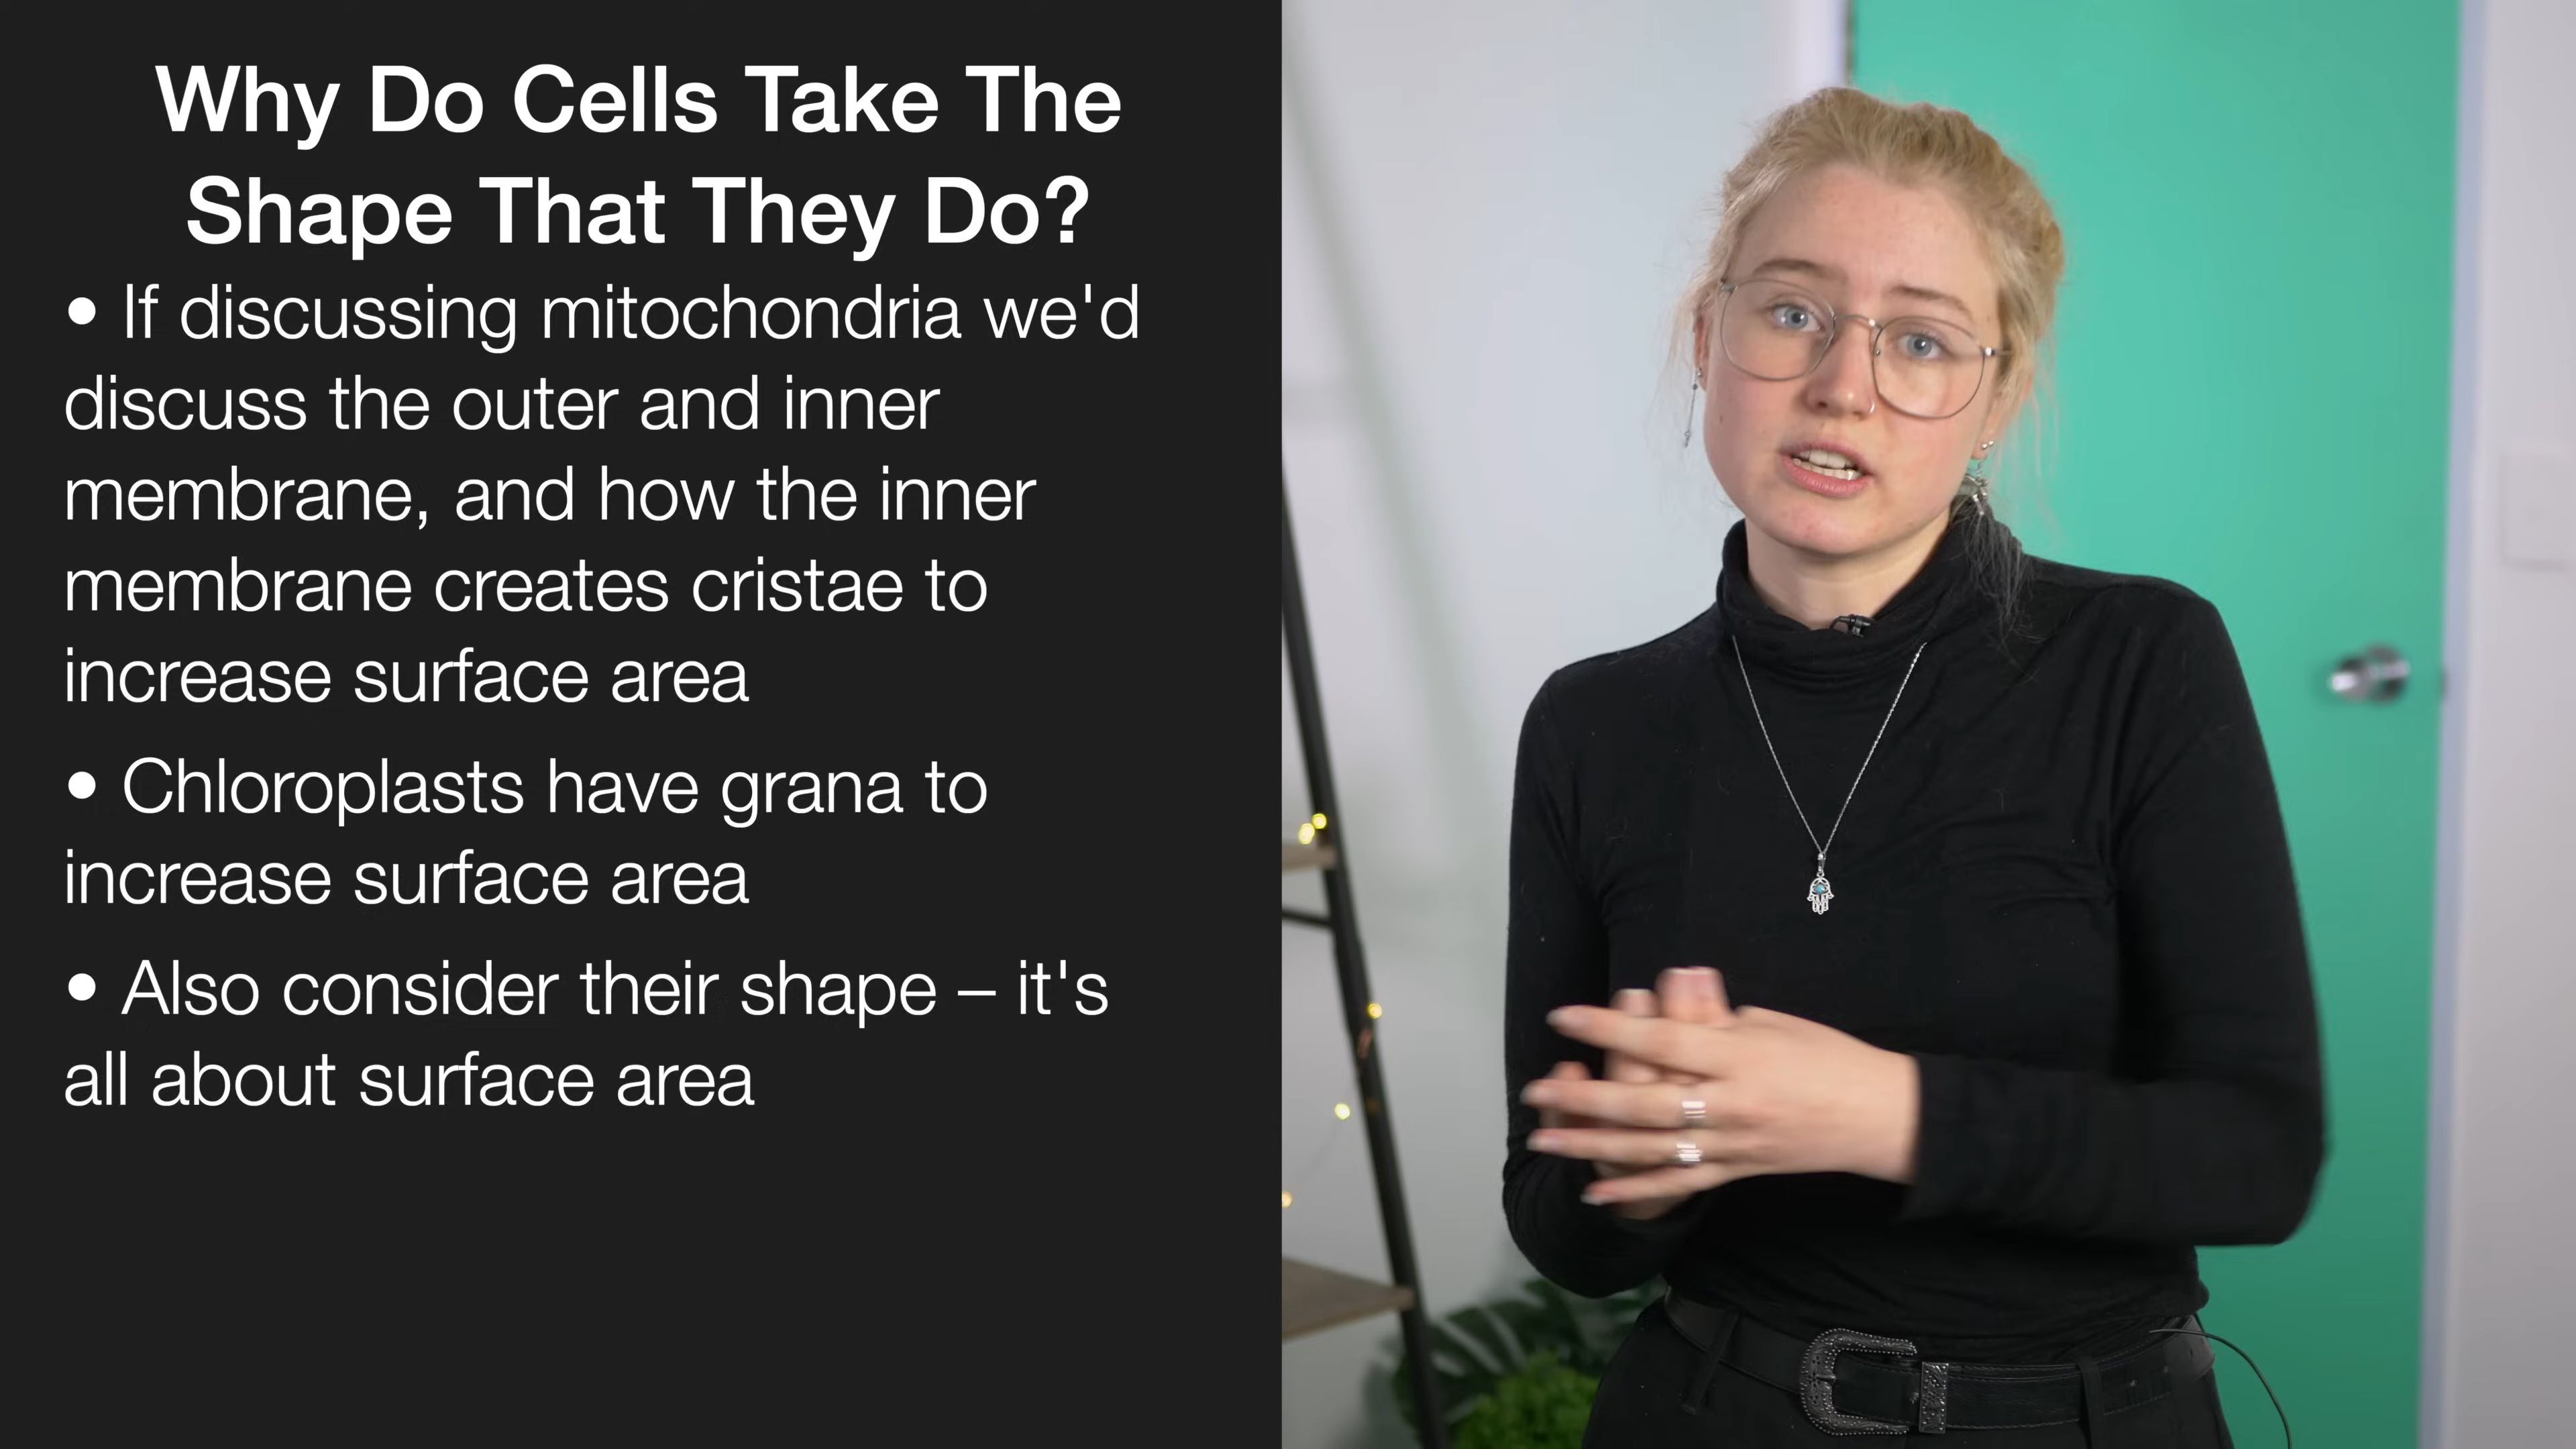 Why Do Cells Take The
Shape That They Do?
• If discussing mitochondria we'd
discuss the outer and inner
membrane, and how the inner
membrane creates cristae to
increase surface area
• Chloroplasts have grana to
increase surface area
• Also consider their shape – it's
all about surface area